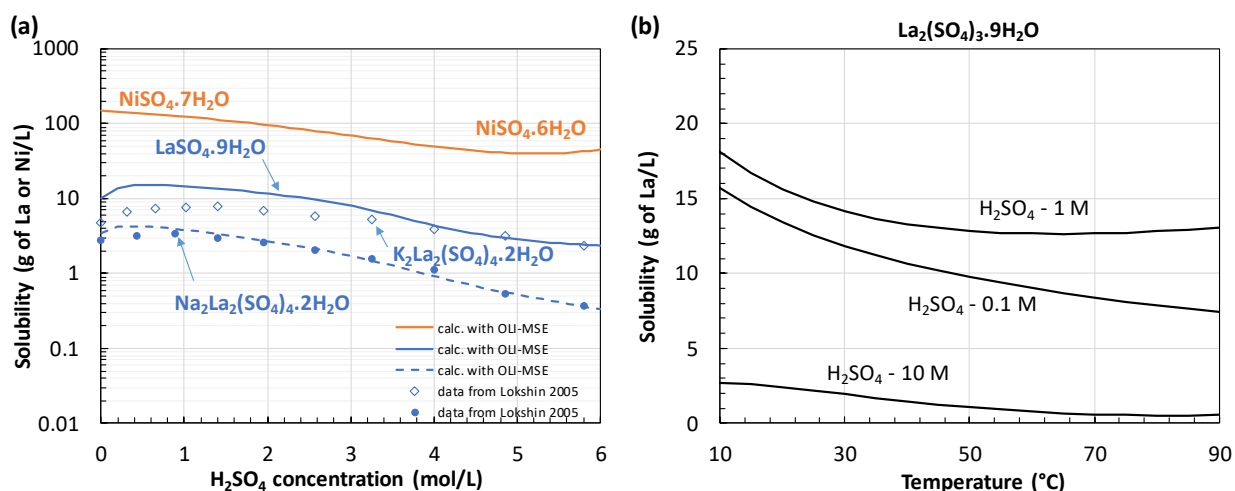 (a)
1000
100
10
1
0.1
0.01
Solubility (g of La or Ni/L)
NiSO₄.7H₂O
NiSO₄.6H₂O
LaSO₄.9H₂O
K₂La₂(SO₄)₄.2H₂O
Na₂La₂(SO₄)₄.2H₂O
calc. with OLI-MSE
calc. with OLI-MSE
calc. with OLI-MSE
data from Lokshin 2005
data from Lokshin 2005
0 1 2 3 4 5 6
H₂SO₄ concentration (mol/L)
(b)
La₂(SO₄)₃.9H₂O
25
20
15
10
5
0
Solubility (g of La/L)
H₂SO₄ - 1 M
H₂SO₄ - 0.1 M
H₂SO₄ - 10 M
10 30 50 70 90
Temperature (°C)